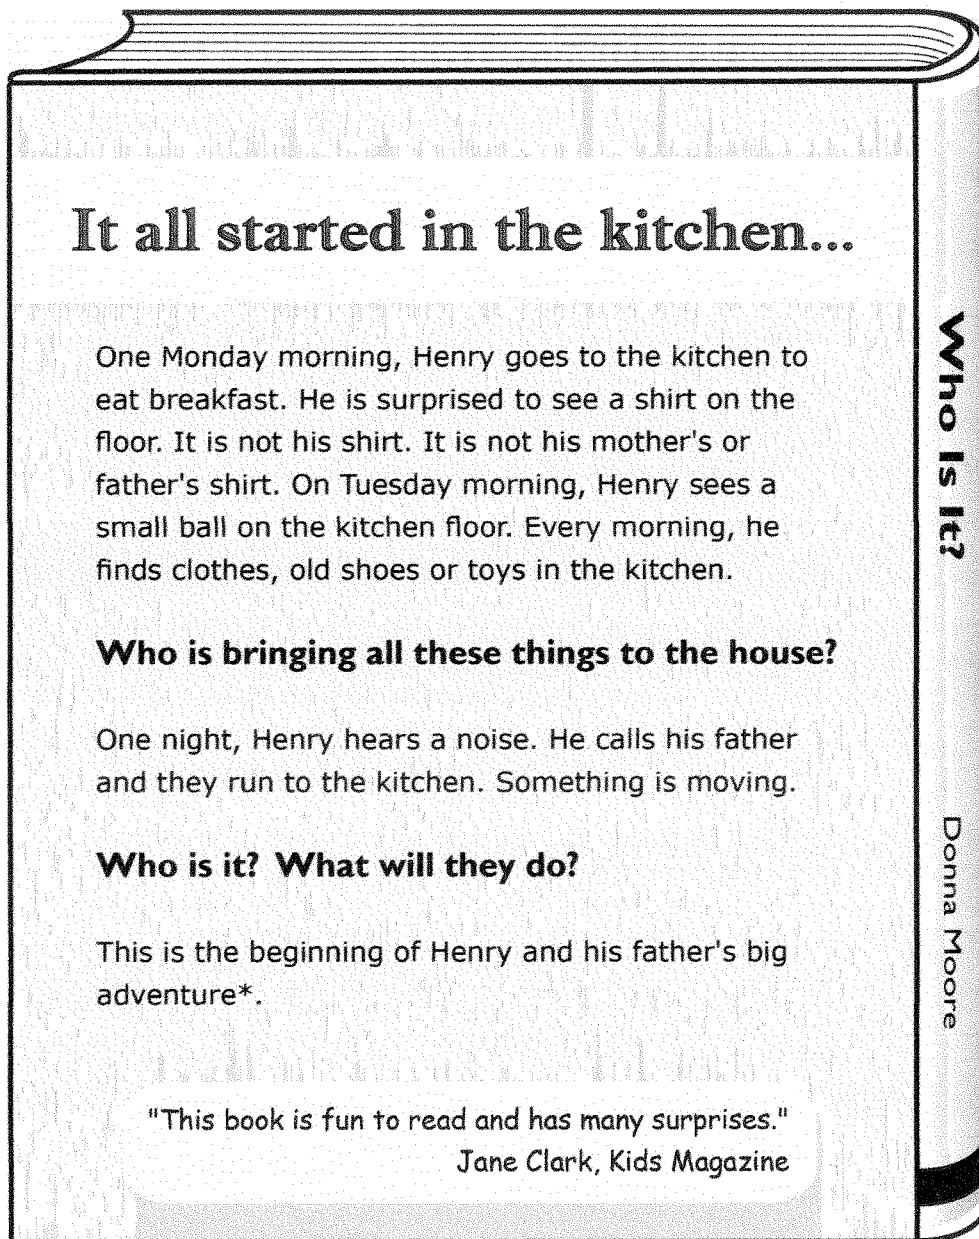 It all started in the kitchen...
One Monday morning, Henry goes to the kitchen to
eat breakfast. He is surprised to see a shirt on the
floor. It is not his shirt. It is not his mother's or
father's shirt. On Tuesday morning, Henry sees a
small ball on the kitchen floor. Every morning, he
finds clothes, old shoes or toys in the kitchen.
Who is bringing all these things to the house?
One night, Henry hears a noise. He calls his father
and they run to the kitchen. Something is moving.
Who is it? What will they do?
This is the beginning of Henry and his father's big
adventure*.
"This book is fun to read and has many surprises."
Jane Clark, Kids Magazine
Who Is It?
Donna Moore